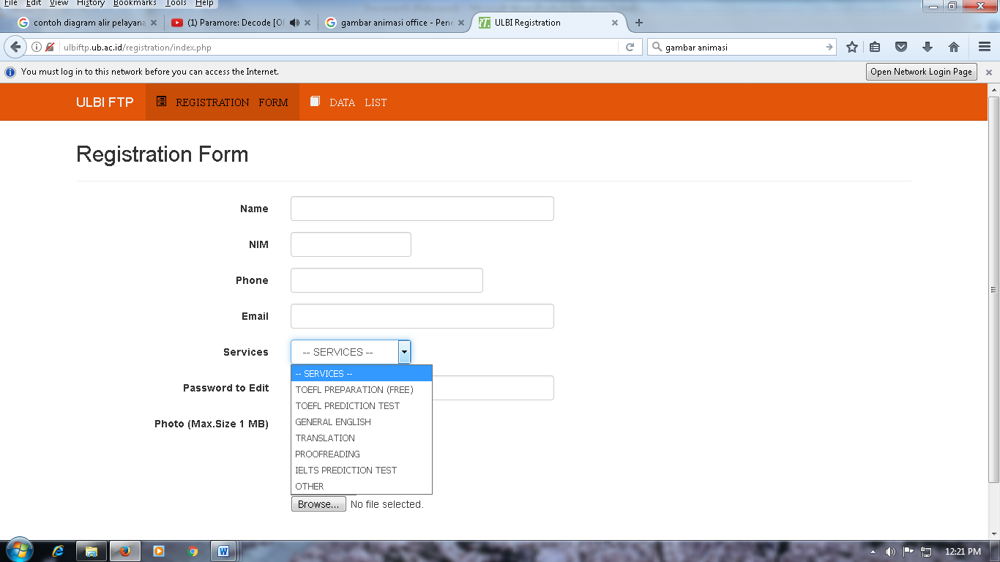 File Edit View History Bookmarks Tools Help
contoh diagram alir pelayana
(1) Paramore: Decode [O
gambar animasi office - Pene
ULBI Registration
ulbiftp.ub.ac.id/registration/index.php
gambar animasi
You must log in to this network before you can access the Internet.
Open Network Login Page
ULBI FTP
REGISTRATION FORM
DATA LIST
Registration Form
Name
NIM
Phone
Email
Services
-- SERVICES --
-- SERVICES --
TOEFL PREPARATION (FREE)
TOEFL PREDICTION TEST
GENERAL ENGLISH
TRANSLATION
PROOFREADING
IELTS PREDICTION TEST
OTHER
Password to Edit
Photo (Max.Size 1 MB)
Browse... No file selected.
12:21 PM